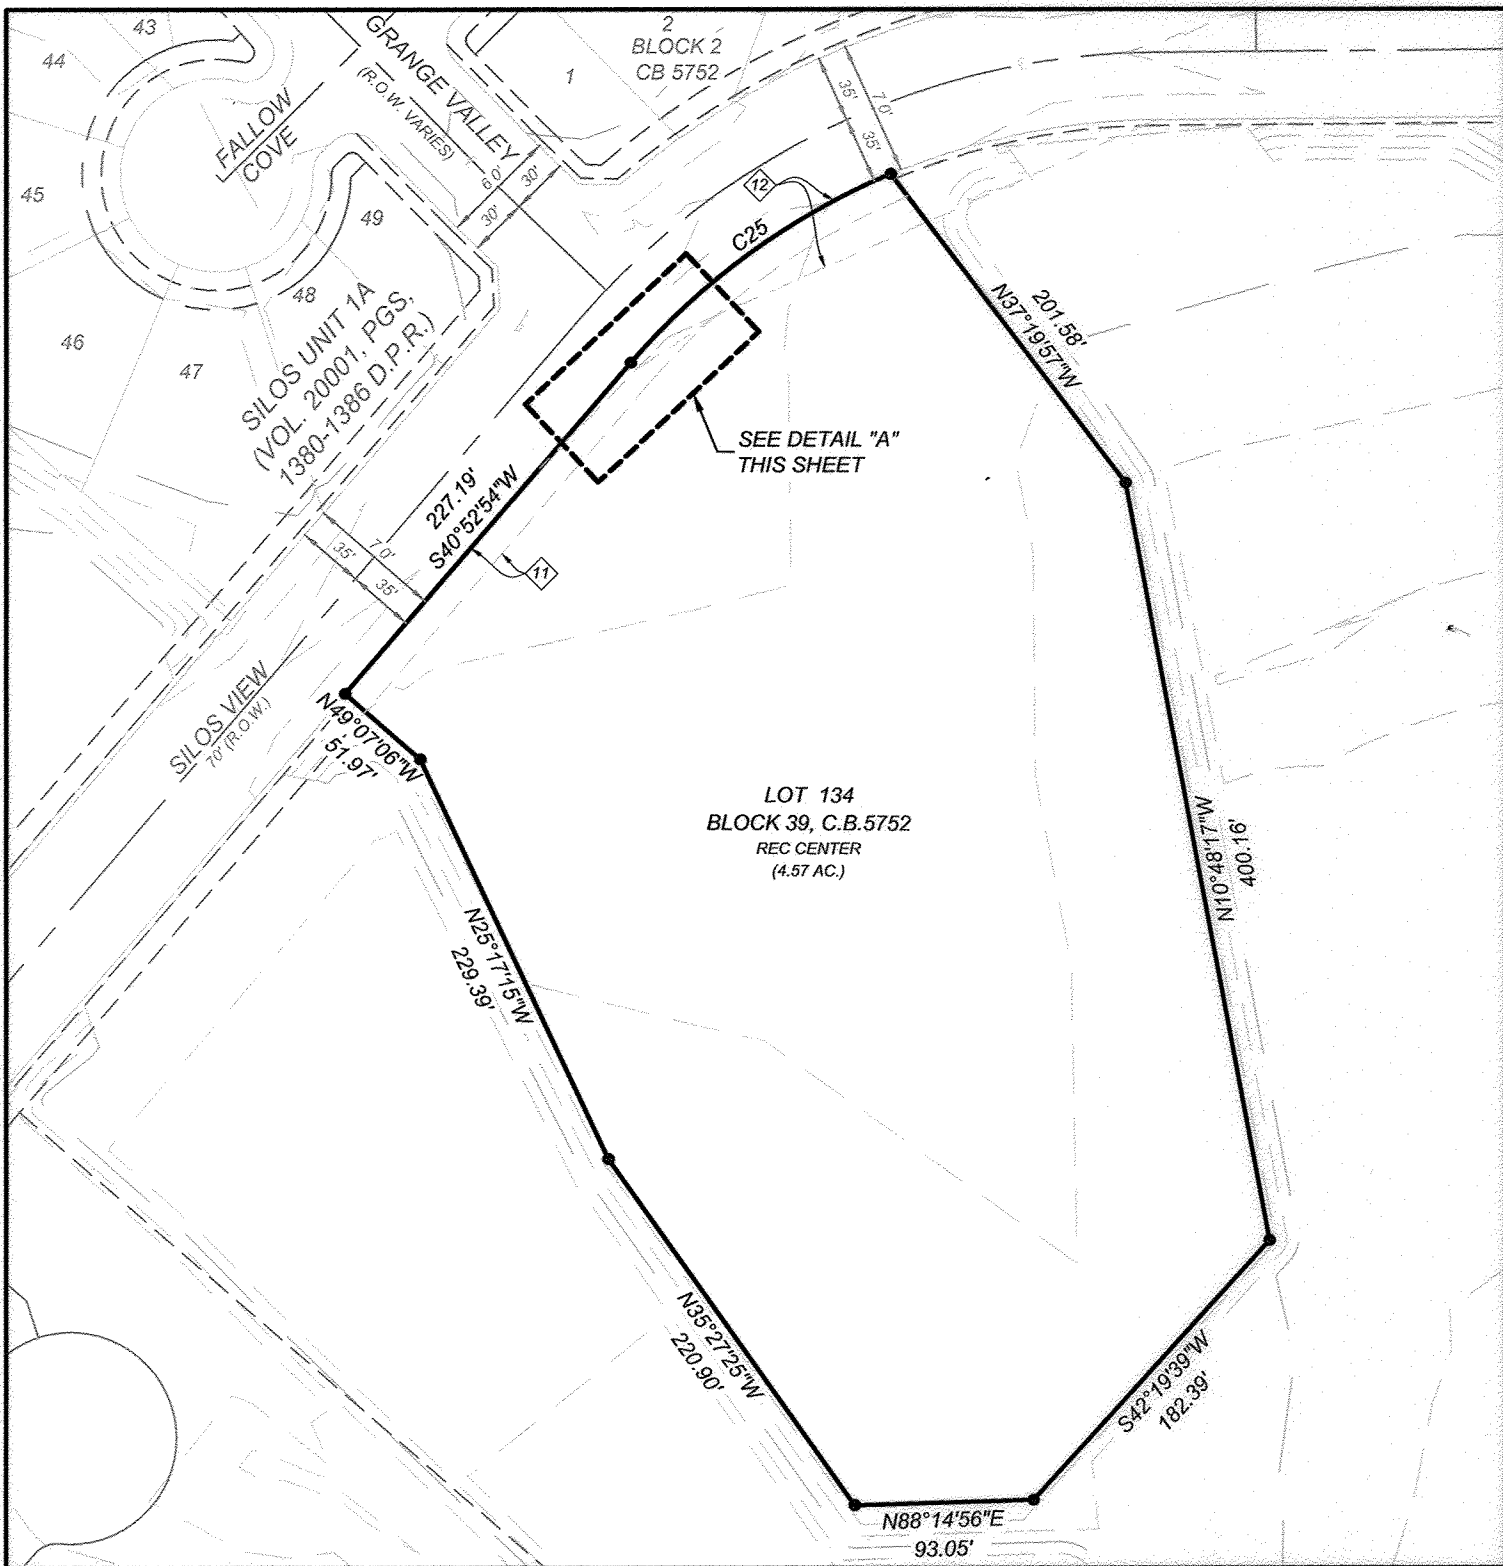 43
44
45
46
47
48
49
FALLOW
COVE
GRANGE VALLEY
(R.O.W. VARIES)
60'
30'
30'
1
2
BLOCK 2
CB 5752
35'
70'
35'
12
C25
SILOS UNIT 1A
(VOL. 20001, PGS.
1380-1386 D.P.R.)
201.58'
N37°19'57"W
SEE DETAIL "A"
THIS SHEET
227.19'
S40°52'54"W
35'
70'
35'
11
SILOS VIEW
70' (R.O.W.)
N49°07'06"W
51.97'
LOT 134
BLOCK 39, C.B.5752
REC CENTER
(4.57 AC.)
N10°48'17"W
400.16'
N25°17'15"W
229.39'
N35°27'25"W
220.90'
S42°19'39"W
182.39'
N88°14'56"E
93.05'